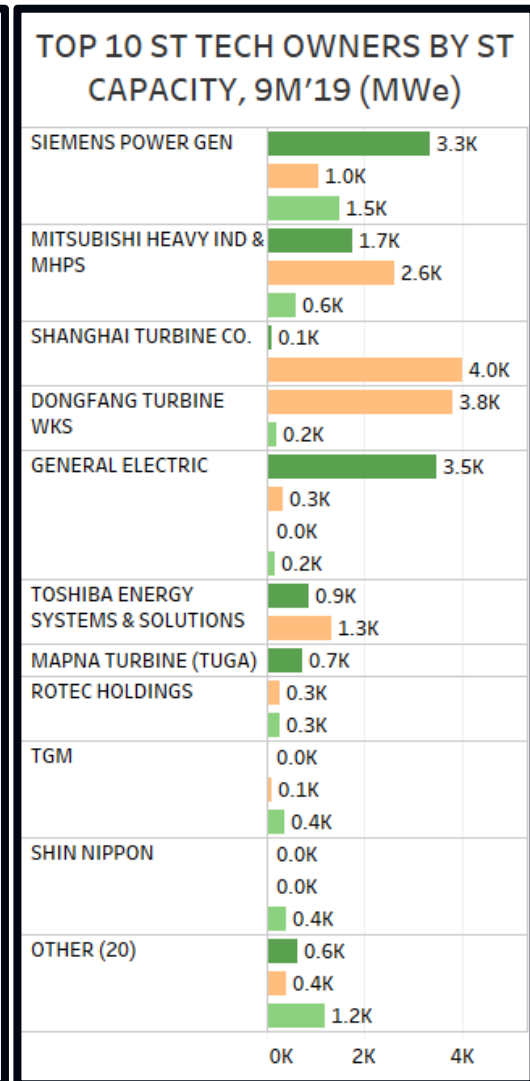 TOP 10 ST TECH OWNERS BY ST
CAPACITY, 9M'19 (MWe)
SIEMENS POWER GEN
3.3K
1.0K
1.5K
MITSUBISHI HEAVY IND &
MHPS
1.7K
2.6K
0.6K
SHANGHAI TURBINE CO.
0.1K
4.0K
DONGFANG TURBINE
WKS
3.8K
0.2K
GENERAL ELECTRIC
3.5K
0.3K
0.0K
0.2K
TOSHIBA ENERGY
SYSTEMS & SOLUTIONS
0.9K
1.3K
MAPNA TURBINE (TUGA)
0.7K
ROTEC HOLDINGS
0.3K
0.3K
TGM
0.0K
0.1K
0.4K
SHIN NIPPON
0.0K
0.0K
0.4K
OTHER (20)
0.6K
0.4K
1.2K
0K 2K 4K